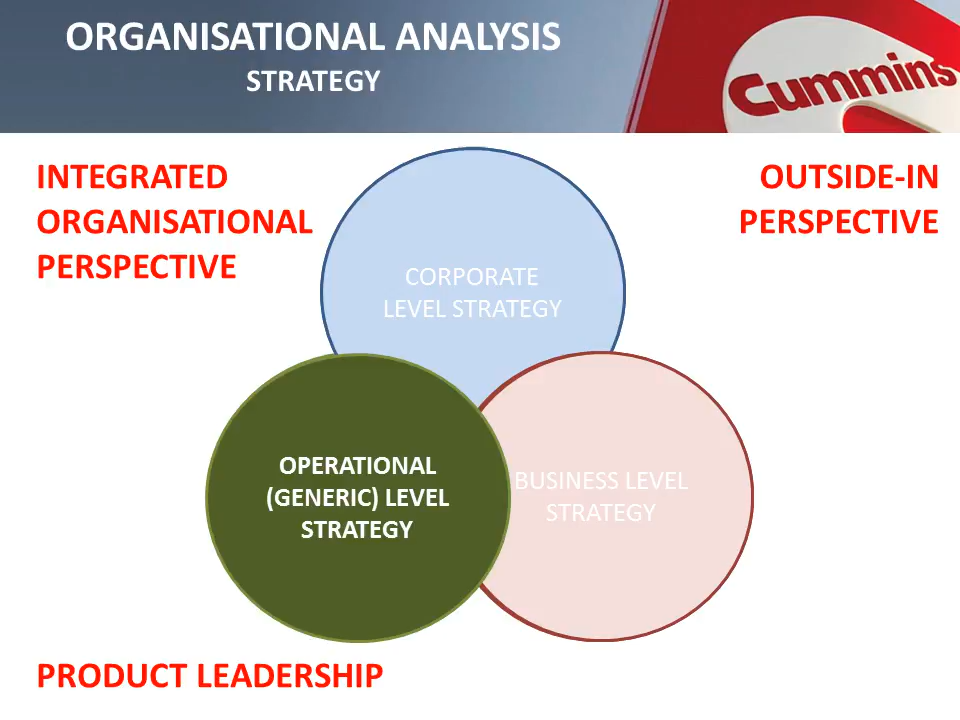 ORGANISATIONAL ANALYSIS
STRATEGY
Cummins
INTEGRATED
ORGANISATIONAL
PERSPECTIVE
OUTSIDE-IN
PERSPECTIVE
CORPORATE
LEVEL STRATEGY
OPERATIONAL
(GENERIC) LEVEL
STRATEGY
BUSINESS LEVEL
STRATEGY
PRODUCT LEADERSHIP